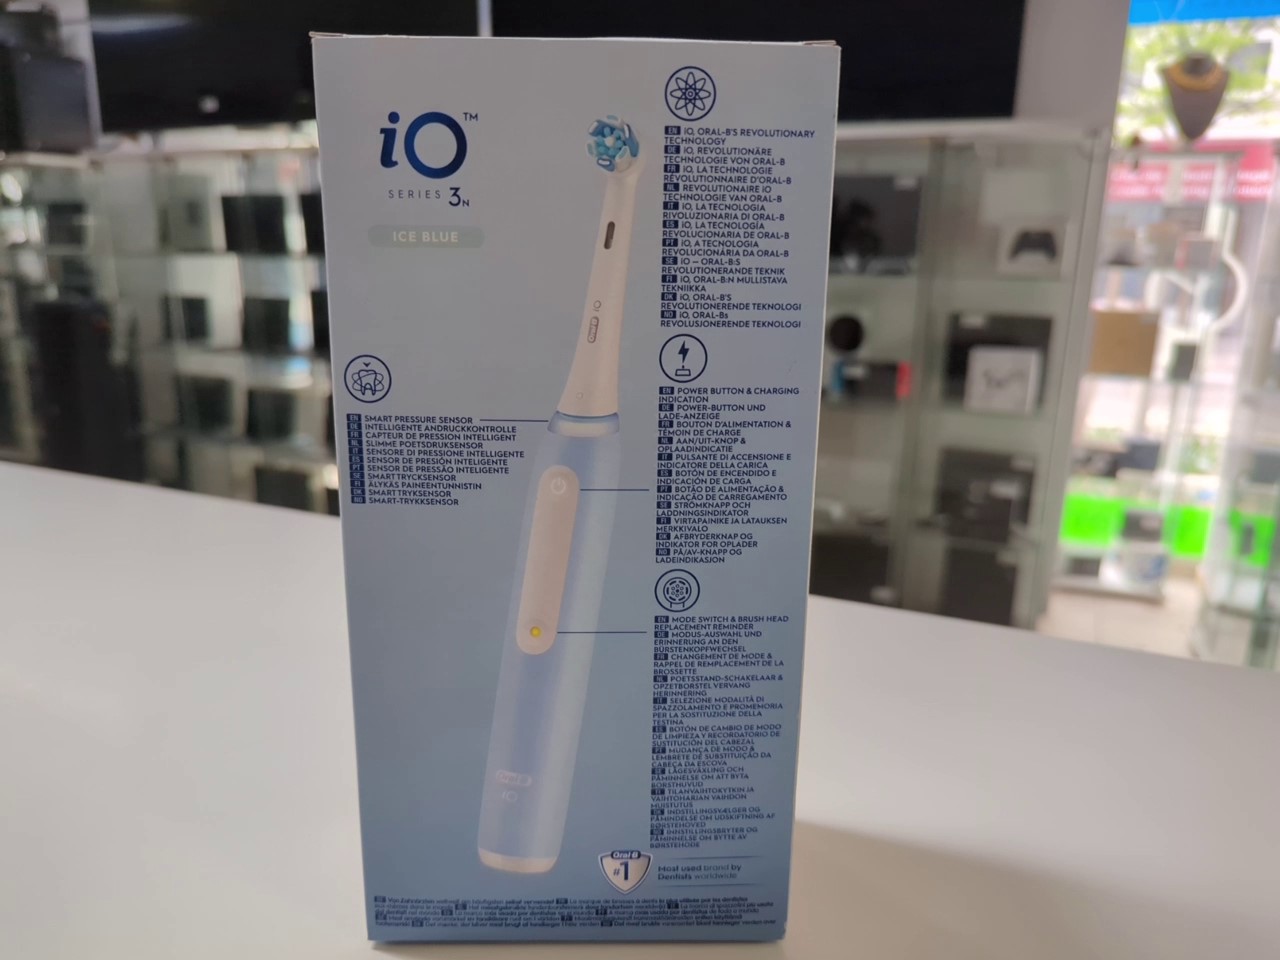 iO™
SERIES 3N
ICE BLUE
EN iO, ORAL-B'S REVOLUTIONARY
TECHNOLOGY
DE iO, REVOLUTIONÄRE
TECHNOLOGIE VON ORAL-B
FR iO, LA TECHNOLOGIE
RÉVOLUTIONNAIRE D'ORAL-B
NL REVOLUTIONAIRE iO
TECHNOLOGIE VAN ORAL-B
IT iO, LA TECNOLOGIA
RIVOLUZIONARIA DI ORAL-B
ES iO, LA TECNOLOGÍA
REVOLUCIONARIA DE ORAL-B
PT iO, A TECNOLOGIA
REVOLUCIONÁRIA DA ORAL-B
SE iO – ORAL-B:S
REVOLUTIONERANDE TEKNIK
FI iO, ORAL-B:N MULLISTAVA
TEKNIIKKA
DK iO, ORAL-B'S
REVOLUTIONERENDE TEKNOLOGI
NO iO, ORAL-Bs
REVOLUSJONERENDE TEKNOLOGI
EN SMART PRESSURE SENSOR
DE INTELLIGENTE ANDRUCKKONTROLLE
FR CAPTEUR DE PRESSION INTELLIGENT
NL SLIMME POETSDRUKSENSOR
IT SENSORE DI PRESSIONE INTELLIGENTE
ES SENSOR DE PRESIÓN INTELIGENTE
PT SENSOR DE PRESSÃO INTELIGENTE
SE SMART TRYCKSENSOR
FI ÄLYKÄS PAINEENTUNNISTIN
DK SMART TRYKSENSOR
NO SMART-TRYKKSENSOR
EN POWER BUTTON & CHARGING
INDICATION
DE POWER-BUTTON UND
LADE-ANZEIGE
FR BOUTON D'ALIMENTATION &
TÉMOIN DE CHARGE
NL AAN/UIT-KNOP &
OPLAADINDICATIE
IT PULSANTE DI ACCENSIONE E
INDICATORE DELLA CARICA
ES BOTÓN DE ENCENDIDO E
INDICACIÓN DE CARGA
PT BOTÃO DE ALIMENTAÇÃO &
INDICAÇÃO DE CARREGAMENTO
SE STRÖMKNAPP OCH
LADDNINGSINDIKATOR
FI VIRTAPAINIKE JA LATAUKSEN
MERKKIVALO
DK AFBRYDERKNAP OG
INDIKATOR FOR OPLADER
NO PÅ/AV-KNAPP OG
LADEINDIKASJON
EN MODE SWITCH & BRUSH HEAD
REPLACEMENT REMINDER
DE MODUS-AUSWAHL UND
ERINNERUNG AN DEN
BÜRSTENKOPFWECHSEL
FR CHANGEMENT DE MODE &
RAPPEL DE REMPLACEMENT DE LA
BROSSETTE
NL POETSSTAND-SCHAKELAAR &
OPZETBORSTEL VERVANG
HERINNERING
IT SELEZIONE MODALITÀ DI
SPAZZOLAMENTO E PROMEMORIA
PER LA SOSTITUZIONE DELLA
TESTINA
ES BOTÓN DE CAMBIO DE MODO
DE LIMPIEZA Y RECORDATORIO DE
SUSTITUCIÓN DEL CABEZAL
PT MUDANÇA DE MODO &
LEMBRETE DE SUBSTITUIÇÃO DA
CABEÇA DA ESCOVA
SE LÄGESVÄXLING OCH
PÅMINNELSE OM ATT BYTA
BORSTHUVUD
FI TILANVAIHTOKYTKIN JA
VAIHTOHARJAN VAIHDON
MUISTUTUS
DK INDSTILLINGSVÆLGER OG
PÅMINDELSE OM UDSKIFTNING AF
BØRSTEHOVED
NO INNSTILLINGSBRYTER OG
PÅMINNELSE OM BYTTE AV
BØRSTEHODE
Oral-B iO
Oral-B
iO
Oral-B
#1
Most used brand by
Dentists worldwide